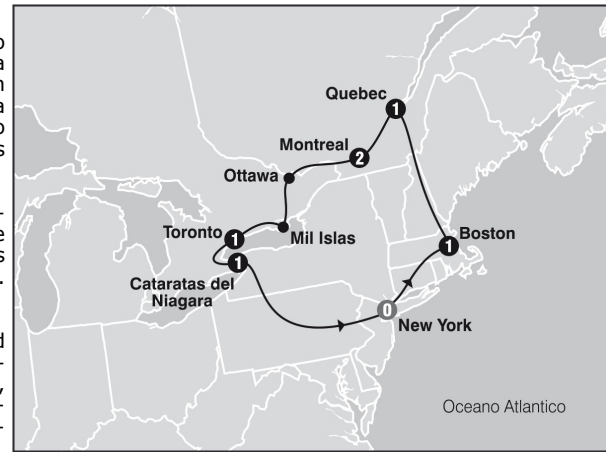 Quebec
1
Montreal
2
Ottawa
Toronto
1
Mil Islas
Boston
1
1
Cataratas del
Niagara
0
New York
Oceano Atlantico